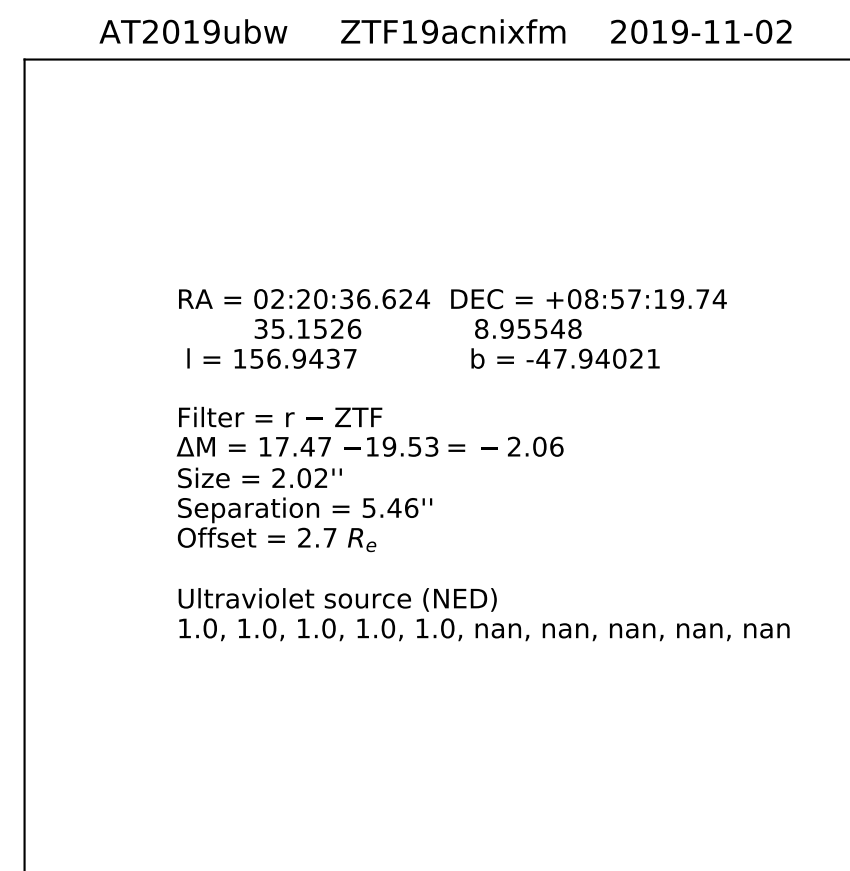 AT2019ubw ZTF19acnixfm 2019-11-02
RA = 02:20:36.624 DEC = +08:57:19.74
35.1526 8.95548
l = 156.9437 b = -47.94021
Filter = r − ZTF
ΔM = 17.47 −19.53 = − 2.06
Size = 2.02''
Separation = 5.46''
Offset = 2.7 Re
Ultraviolet source (NED)
1.0, 1.0, 1.0, 1.0, 1.0, nan, nan, nan, nan, nan